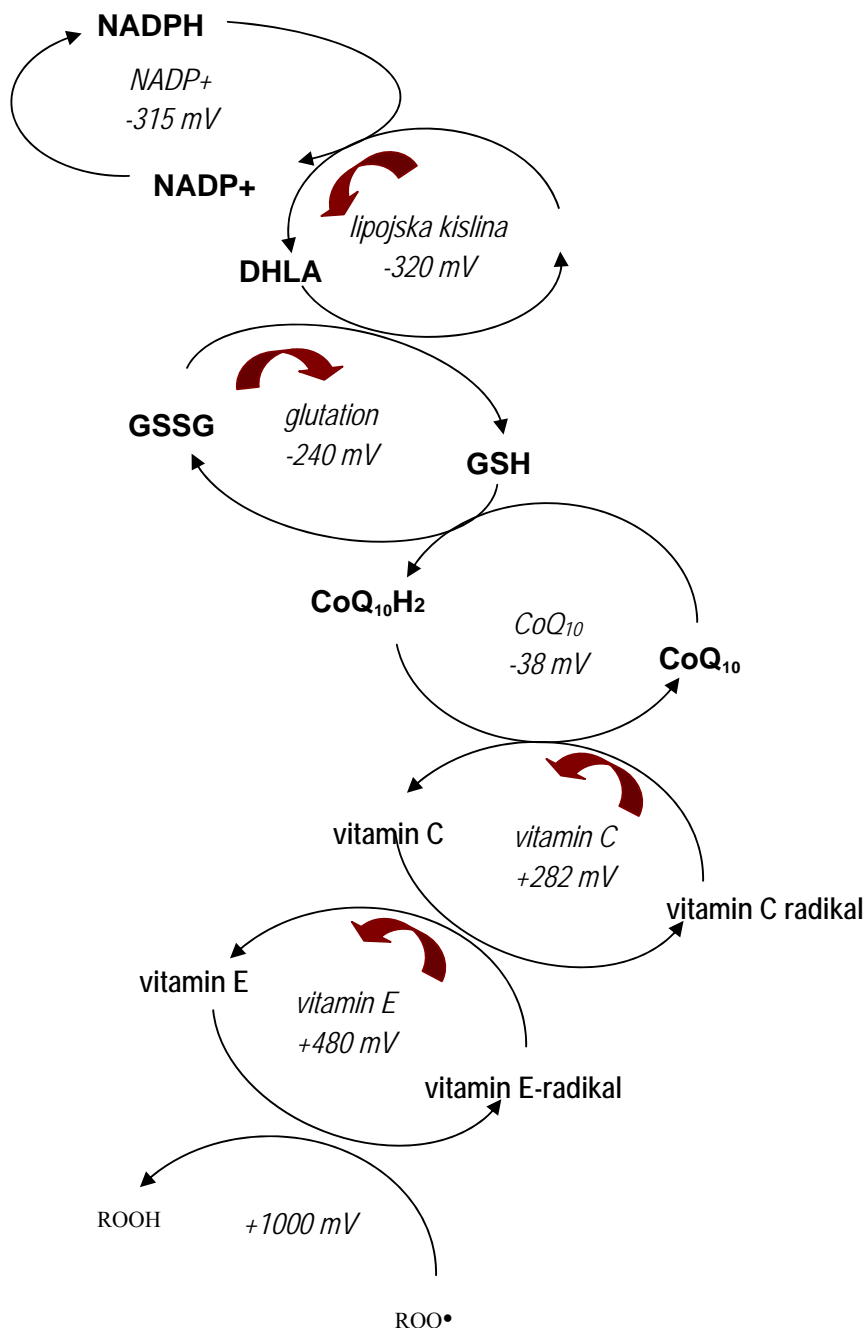 NADPH
NADP+
-315 mV
NADP+
lipojska kislina
-320 mV
DHLA
GSSG
glutation
-240 mV
GSH
CoQ₁₀H₂
CoQ₁₀
-38 mV
CoQ₁₀
vitamin C
vitamin C
+282 mV
vitamin C radikal
vitamin E
vitamin E
+480 mV
vitamin E-radikal
ROOH
+1000 mV
ROO•